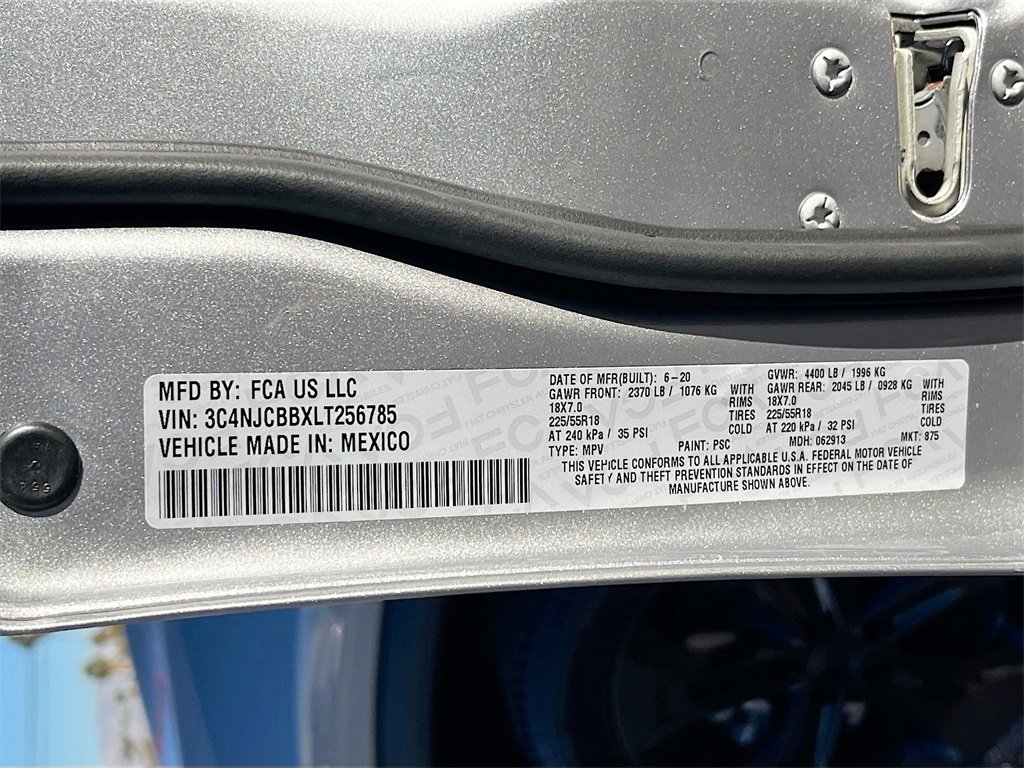 MFD BY: FCA US LLC
VIN: 3C4NJCBBXLT256785
VEHICLE MADE IN: MEXICO
DATE OF MFR(BUILT): 6-20
GAWR FRONT: 2370 LB / 1076 KG WITH
18X7.0 RIMS
225/55R18 TIRES
AT 240 kPa / 35 PSI COLD
TYPE: MPV PAINT: PSC
GVWR: 4400 LB / 1996 KG
GAWR REAR: 2045 LB / 0928 KG WITH
18X7.0 RIMS
225/55R18 TIRES
AT 220 kPa / 32 PSI COLD
MDH: 062913 MKT: 875
THIS VEHICLE CONFORMS TO ALL APPLICABLE U.S.A. FEDERAL MOTOR VEHICLE
SAFETY AND THEFT PREVENTION STANDARDS IN EFFECT ON THE DATE OF
MANUFACTURE SHOWN ABOVE.